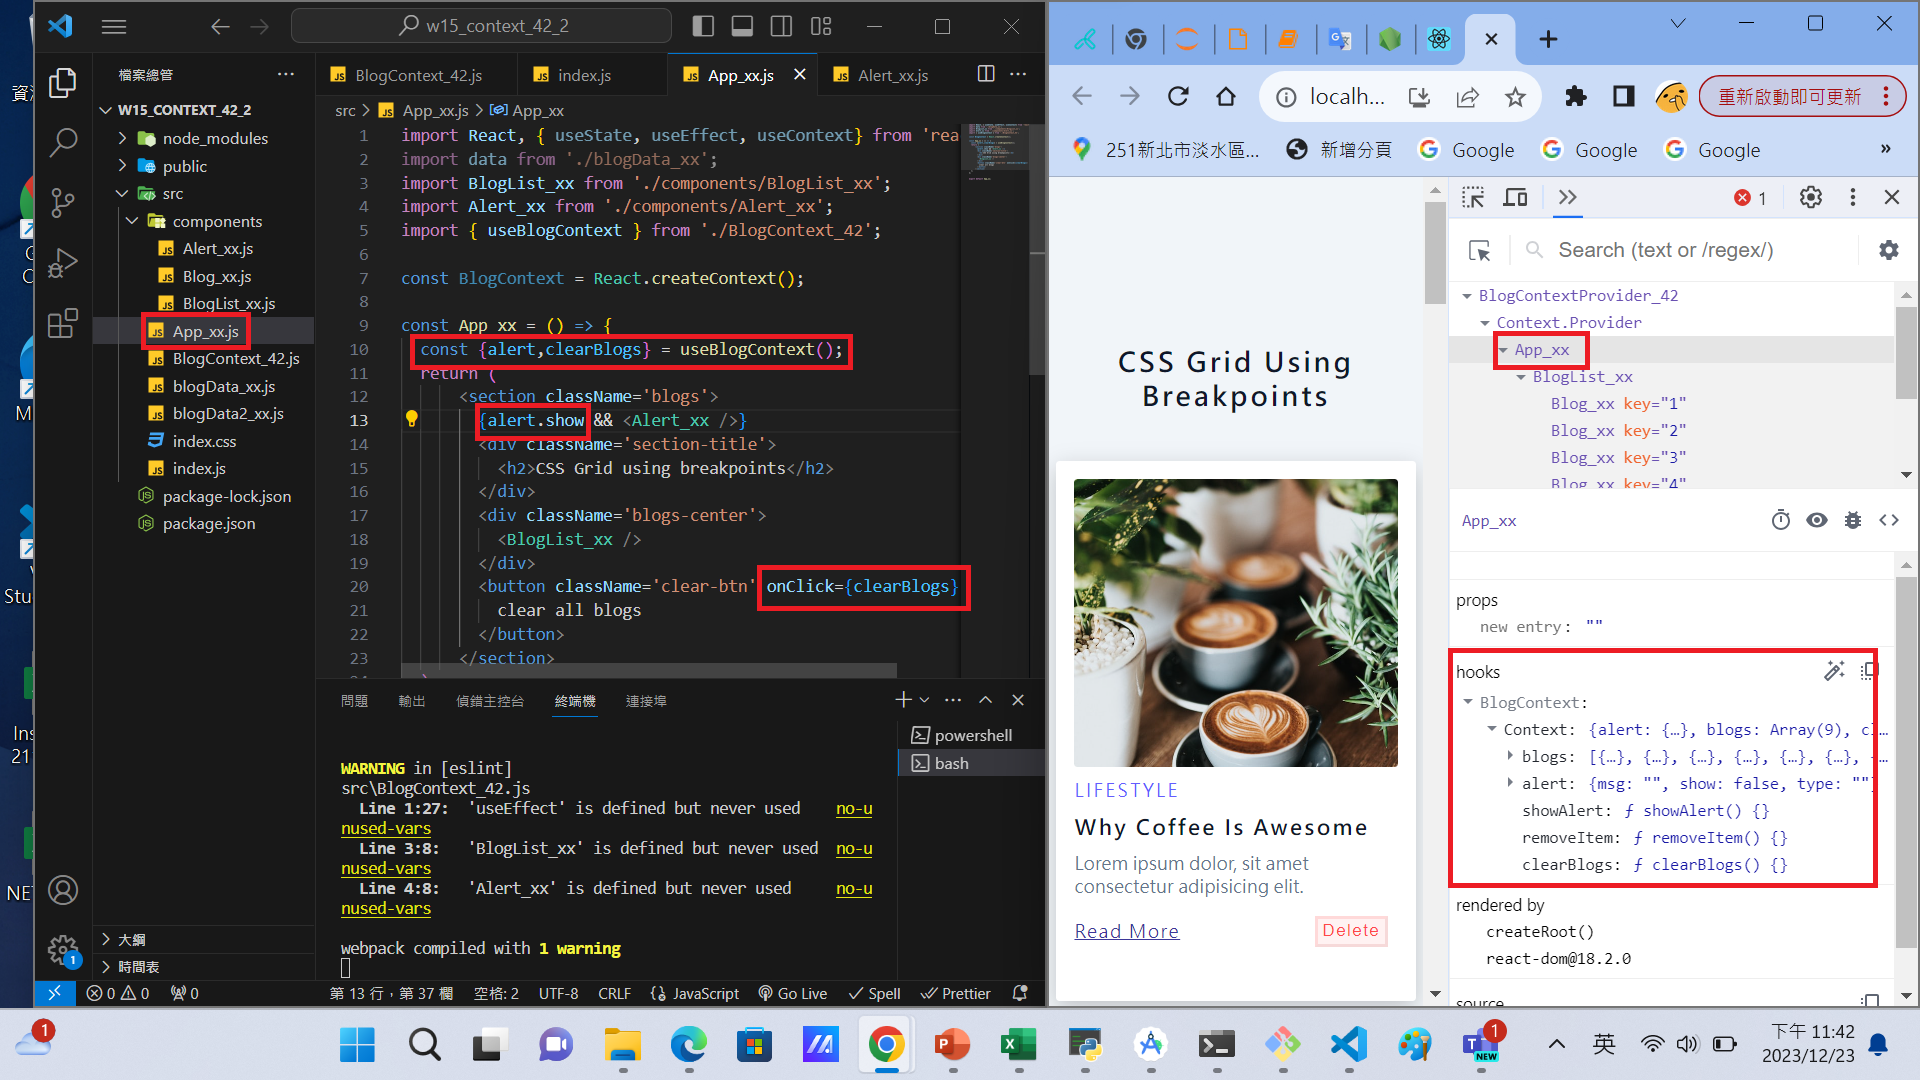 w15_context_42_2
檔案總管
W15_CONTEXT_42_2
node_modules
public
src
components
Alert_xx.js
Blog_xx.js
BlogList_xx.js
App_xx.js
BlogContext_42.js
blogData_xx.js
blogData2_xx.js
index.css
index.js
package-lock.json
package.json
大綱
時間表
BlogContext_42.js
index.js
App_xx.js
Alert_xx.js
src > App_xx.js > App_xx
1 import React, { useState, useEffect, useContext} from 'rea
2 import data from './blogData_xx';
3 import BlogList_xx from './components/BlogList_xx';
4 import Alert_xx from './components/Alert_xx';
5 import { useBlogContext } from './BlogContext_42';
6
7 const BlogContext = React.createContext();
8
9 const App_xx = () => {
10 const {alert,clearBlogs} = useBlogContext();
11 return (
12 <section className='blogs'>
13 {alert.show && <Alert_xx />}
14 <div className='section-title'>
15 <h2>CSS Grid using breakpoints</h2>
16 </div>
17 <div className='blogs-center'>
18 <BlogList_xx />
19 </div>
20 <button className='clear-btn' onClick={clearBlogs}
21 clear all blogs
22 </button>
23 </section>
問題 輸出 偵錯主控台 終端機 連接埠
powershell
bash
WARNING in [eslint]
src\BlogContext_42.js
Line 1:27: 'useEffect' is defined but never used no-u
nused-vars
Line 3:8: 'BlogList_xx' is defined but never used no-u
nused-vars
Line 4:8: 'Alert_xx' is defined but never used no-u
nused-vars
webpack compiled with 1 warning
1
0 0 0 第 13 行，第 37 欄 空格: 2 UTF-8 CRLF JavaScript Go Live Spell Prettier
localh...
重新啟動即可更新
251新北市淡水區...
新增分頁
Google
Google
Google
»
CSS Grid Using
Breakpoints
LIFESTYLE
Why Coffee Is Awesome
Lorem ipsum dolor, sit amet
consectetur adipisicing elit.
Read More
Delete
1
Search (text or /regex/)
BlogContextProvider_42
Context.Provider
App_xx
BlogList_xx
Blog_xx key="1"
Blog_xx key="2"
Blog_xx key="3"
Blog_xx key="4"
App_xx
props
new entry: ""
hooks
BlogContext:
Context: {alert: {…}, blogs: Array(9), cl…
blogs: [{…}, {…}, {…}, {…}, {…}, {…}, …
alert: {msg: "", show: false, type: ""}
showAlert: ƒ showAlert() {}
removeItem: ƒ removeItem() {}
clearBlogs: ƒ clearBlogs() {}
rendered by
createRoot()
react-dom@18.2.0
source
1
NEW
1
英
下午 11:42
2023/12/23